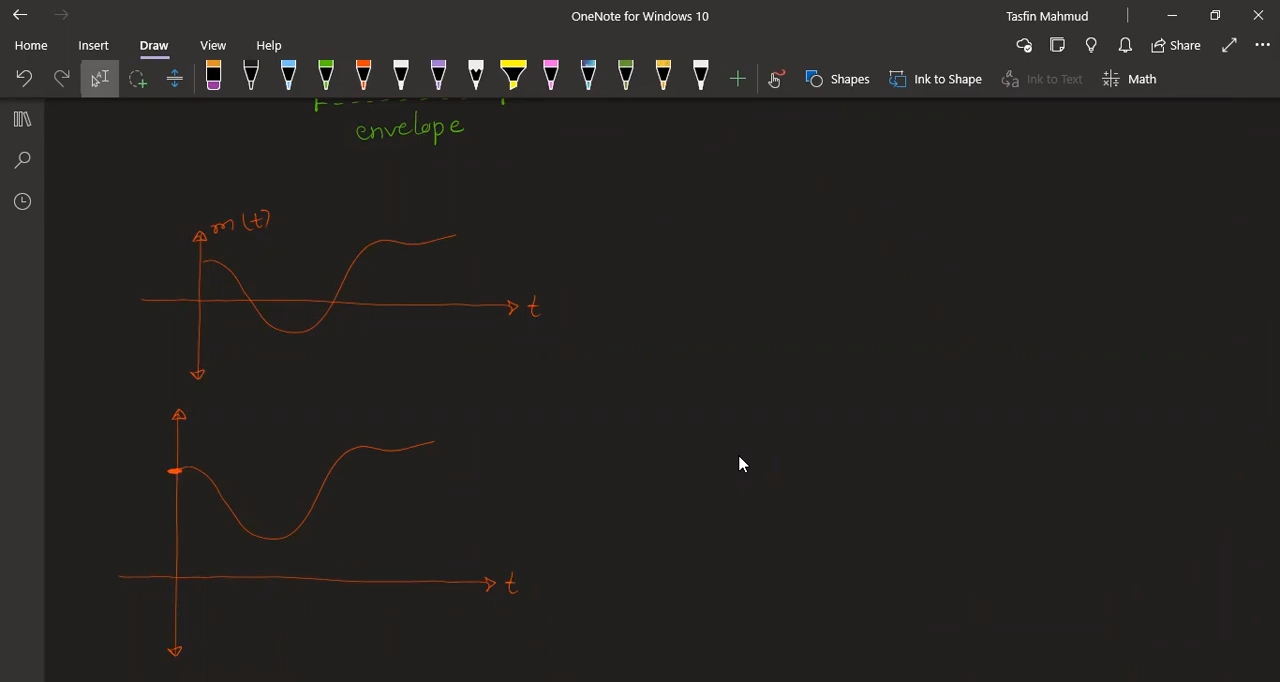 OneNote for Windows 10
Tasfin Mahmud
Home Insert Draw View Help
Share
Shapes Ink to Shape Ink to Text Math
envelope
m(t)
t
t